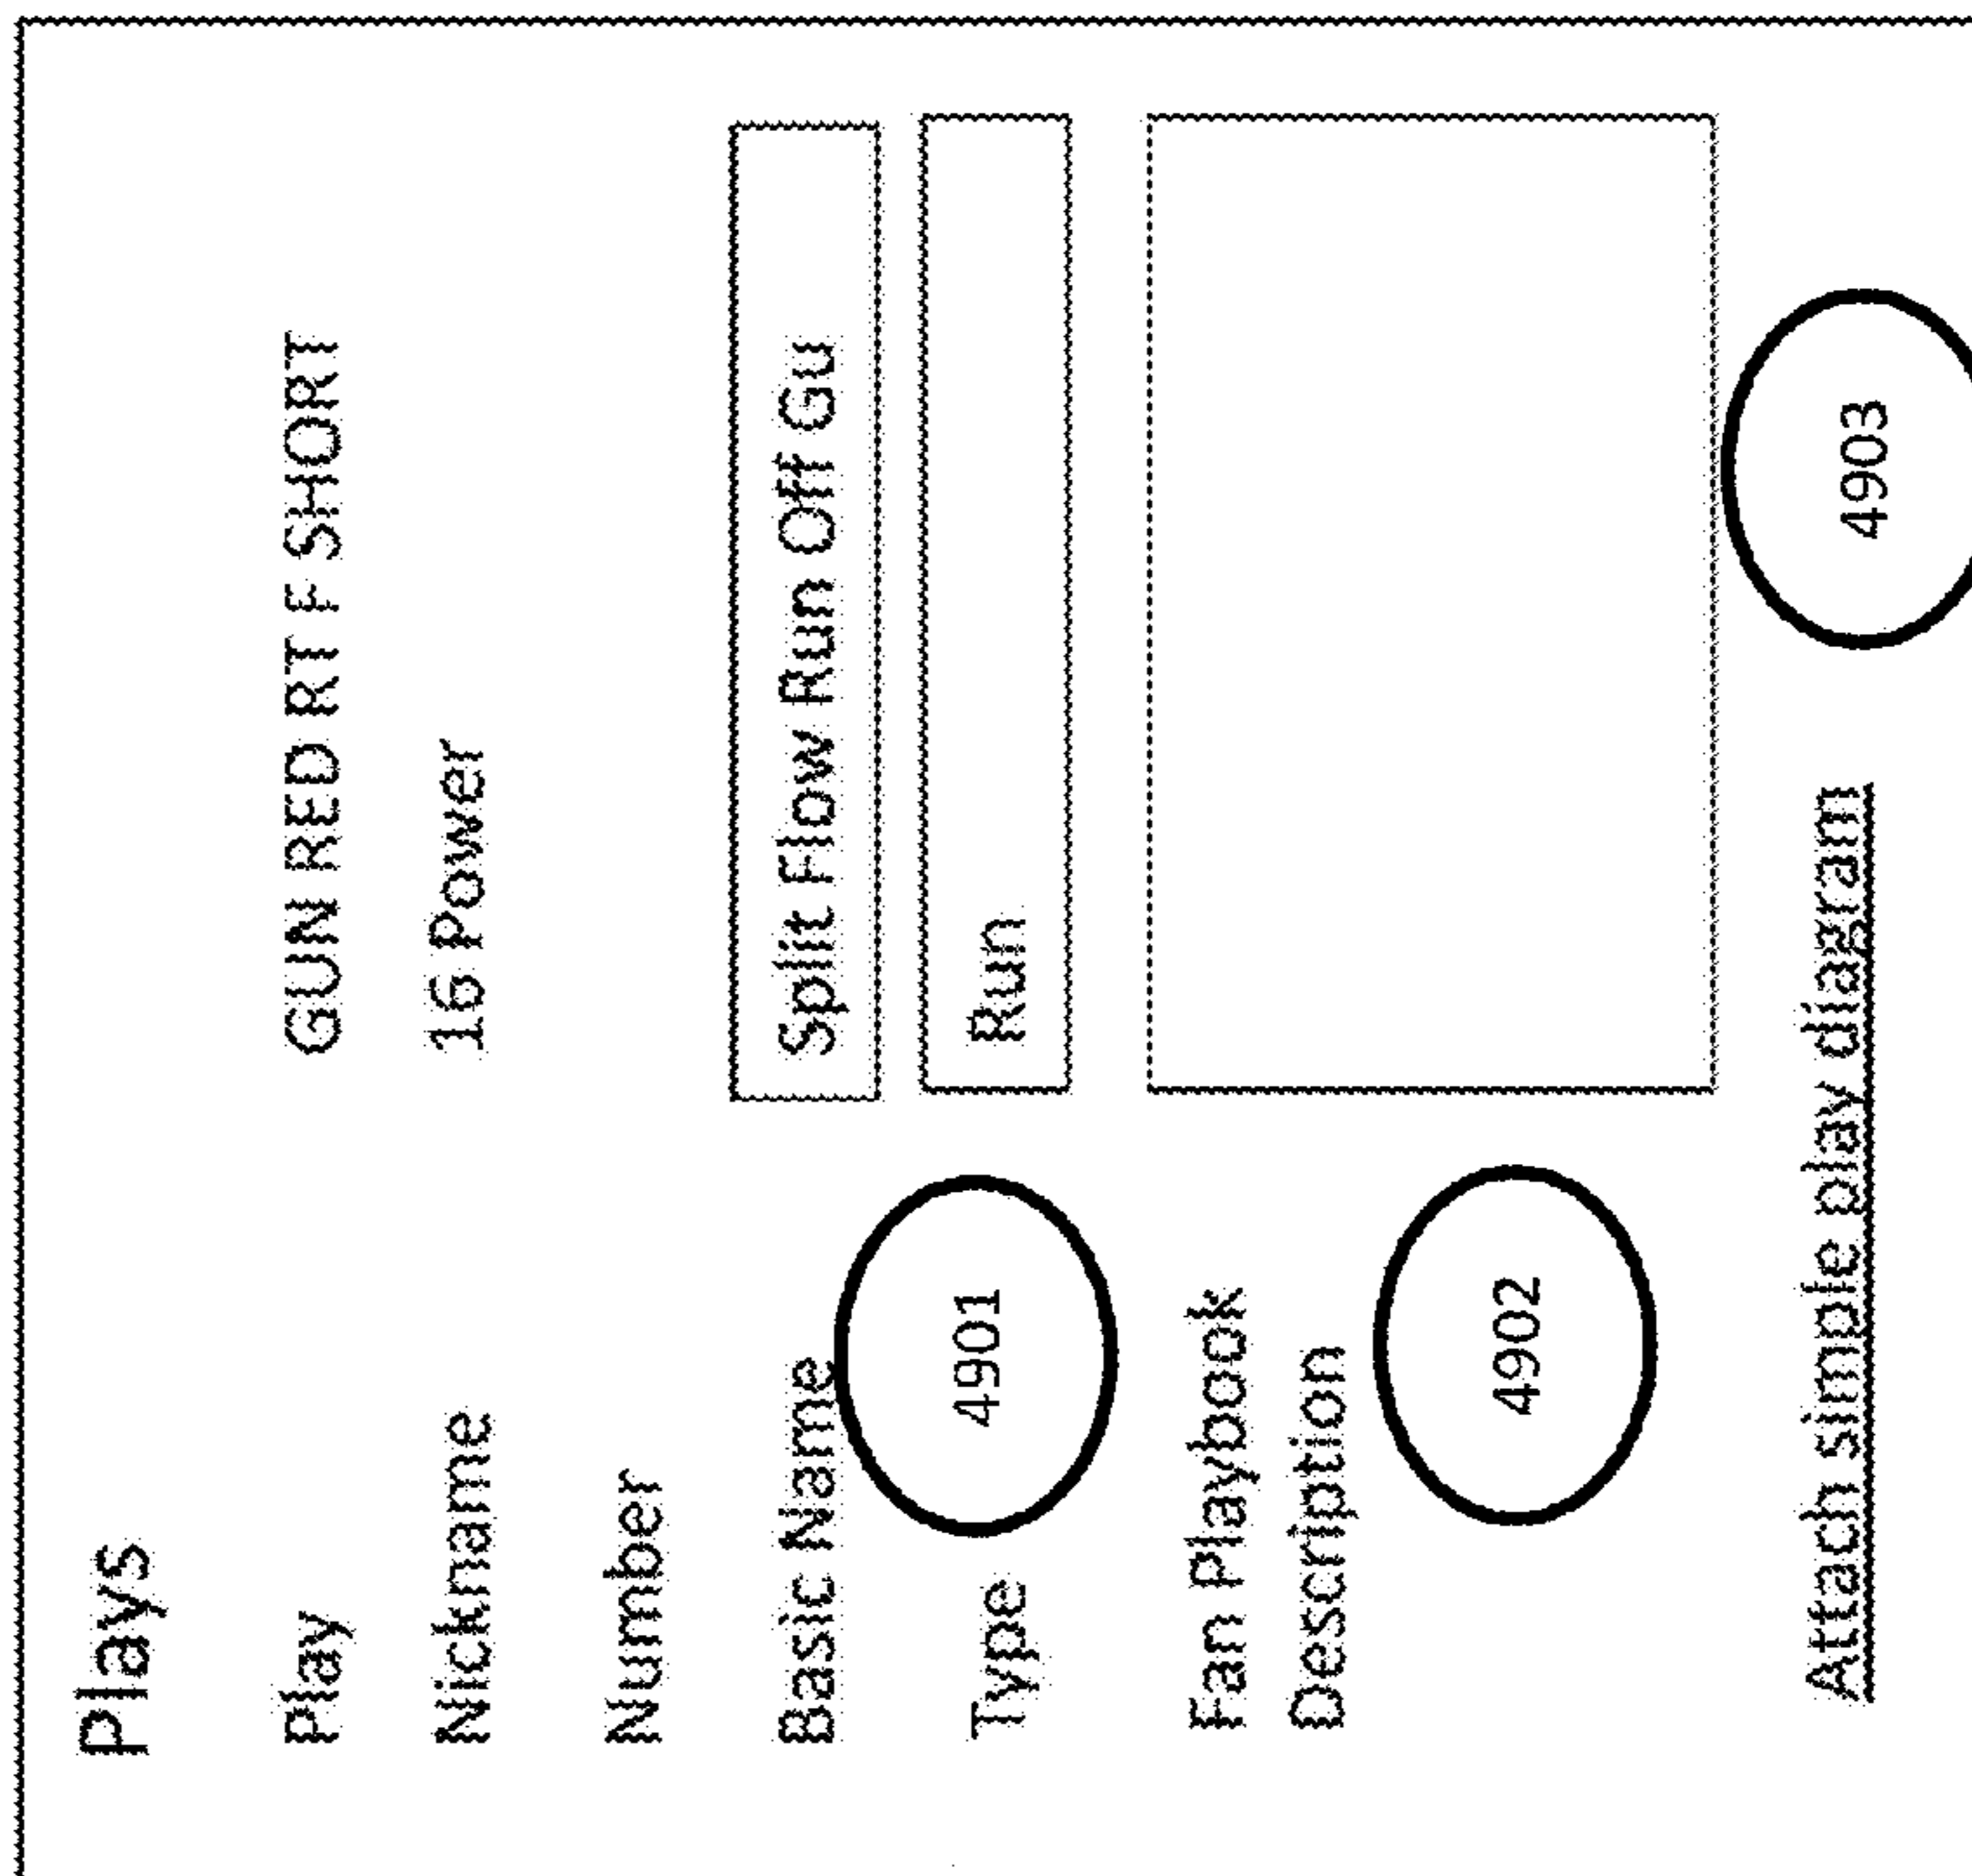 Plays
Play GUN RED RT F SHORT
Nickname 16 Power
Number
Basic Name Split Flow Run Off Gu
Type 4901 Run
Fan Playbook
Description
4902
Attach simple play diagram 4903